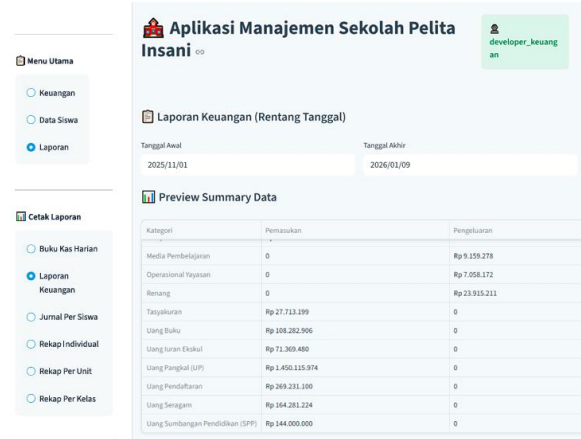 Menu Utama
Keuangan
Data Siswa
Laporan
Cetak Laporan
Buku Kas Harian
Laporan
Keuangan
Jurnal Per Siswa
Rekap Individual
Rekap Per Unit
Rekap Per Kelas
Aplikasi Manajemen Sekolah Pelita
Insani
developer_keuang
an
Laporan Keuangan (Rentang Tanggal)
Tanggal Awal Tanggal Akhir
2025/11/01 2026/01/09
Preview Summary Data
Kategori Pemasukan Pengeluaran
Media Pembelajaran 0 Rp 9.159.278
Operasional Yayasan 0 Rp 7.058.172
Renang 0 Rp 23.915.211
Tasyakuran Rp 27.713.199 0
Uang Buku Rp 108.282.906 0
Uang Iuran Ekskul Rp 71.369.480 0
Uang Pangkal (UP) Rp 1.450.115.974 0
Uang Pendaftaran Rp 269.231.100 0
Uang Seragam Rp 164.281.224 0
Uang Sumbangan Pendidikan (SPP) Rp 144.000.000 0